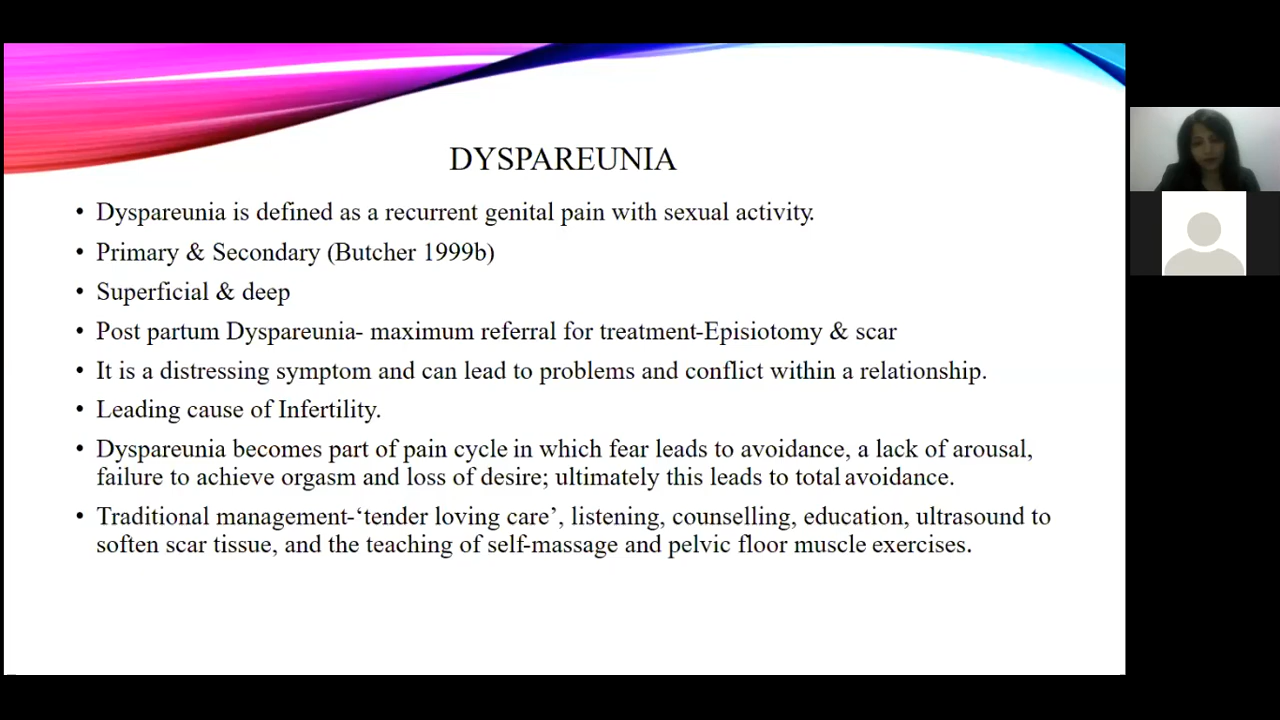 DYSPAREUNIA
• Dyspareunia is defined as a recurrent genital pain with sexual activity.
• Primary & Secondary (Butcher 1999b)
• Superficial & deep
• Post partum Dyspareunia- maximum referral for treatment-Episiotomy & scar
• It is a distressing symptom and can lead to problems and conflict within a relationship.
• Leading cause of Infertility.
• Dyspareunia becomes part of pain cycle in which fear leads to avoidance, a lack of arousal,
failure to achieve orgasm and loss of desire; ultimately this leads to total avoidance.
• Traditional management-‘tender loving care’, listening, counselling, education, ultrasound to
soften scar tissue, and the teaching of self-massage and pelvic floor muscle exercises.